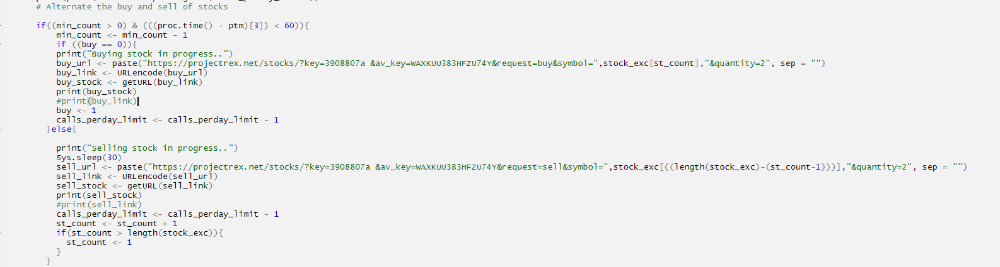 # Alternate the buy and sell of stocks
if((min_count > 0) & (((proc.time() - ptm)[3]) < 60)){
min_count <- min_count - 1
if ((buy == 0)){
print("Buying stock in progress..")
buy_url <- paste("https://projectrex.net/stocks/?key=3908807a &av_key=WAXKUU383HFZU74Y&request=buy&symbol=",stock_exc[st_count],"&quantity=2", sep = "")
buy_link <- URLencode(buy_url)
buy_stock <- getURL(buy_link)
print(buy_stock)
#print(buy_link)
buy <- 1
calls_perday_limit <- calls_perday_limit - 1
}else{
print("Selling stock in progress..")
Sys.sleep(30)
sell_url <- paste("https://projectrex.net/stocks/?key=3908807a &av_key=WAXKUU383HFZU74Y&request=sell&symbol=",stock_exc[((length(stock_exc)-(st_count-1)))],"&quantity=2", sep = "")
sell_link <- URLencode(sell_url)
sell_stock <- getURL(sell_link)
print(sell_stock)
#print(sell_link)
calls_perday_limit <- calls_perday_limit - 1
st_count <- st_count + 1
if(st_count > length(stock_exc)){
st_count <- 1
}
}